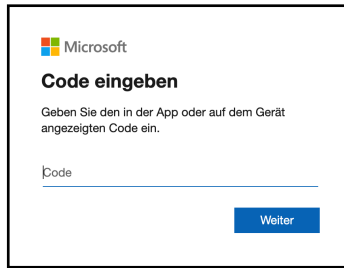 Microsoft
Code eingeben
Geben Sie den in der App oder auf dem Gerät
angezeigten Code ein.
Code
Weiter